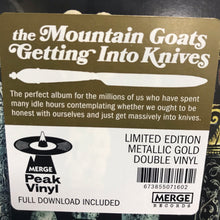 the Mountain Goats
Getting Into Knives
The perfect album for the millions of us who have spent
many idle hours contemplating whether we ought to be
honest with ourselves and just get massively into knives.
MERGE
Peak
Vinyl
FULL DOWNLOAD INCLUDED
LIMITED EDITION
METALLIC GOLD
DOUBLE VINYL
673855071602
MERGE
RECORDS